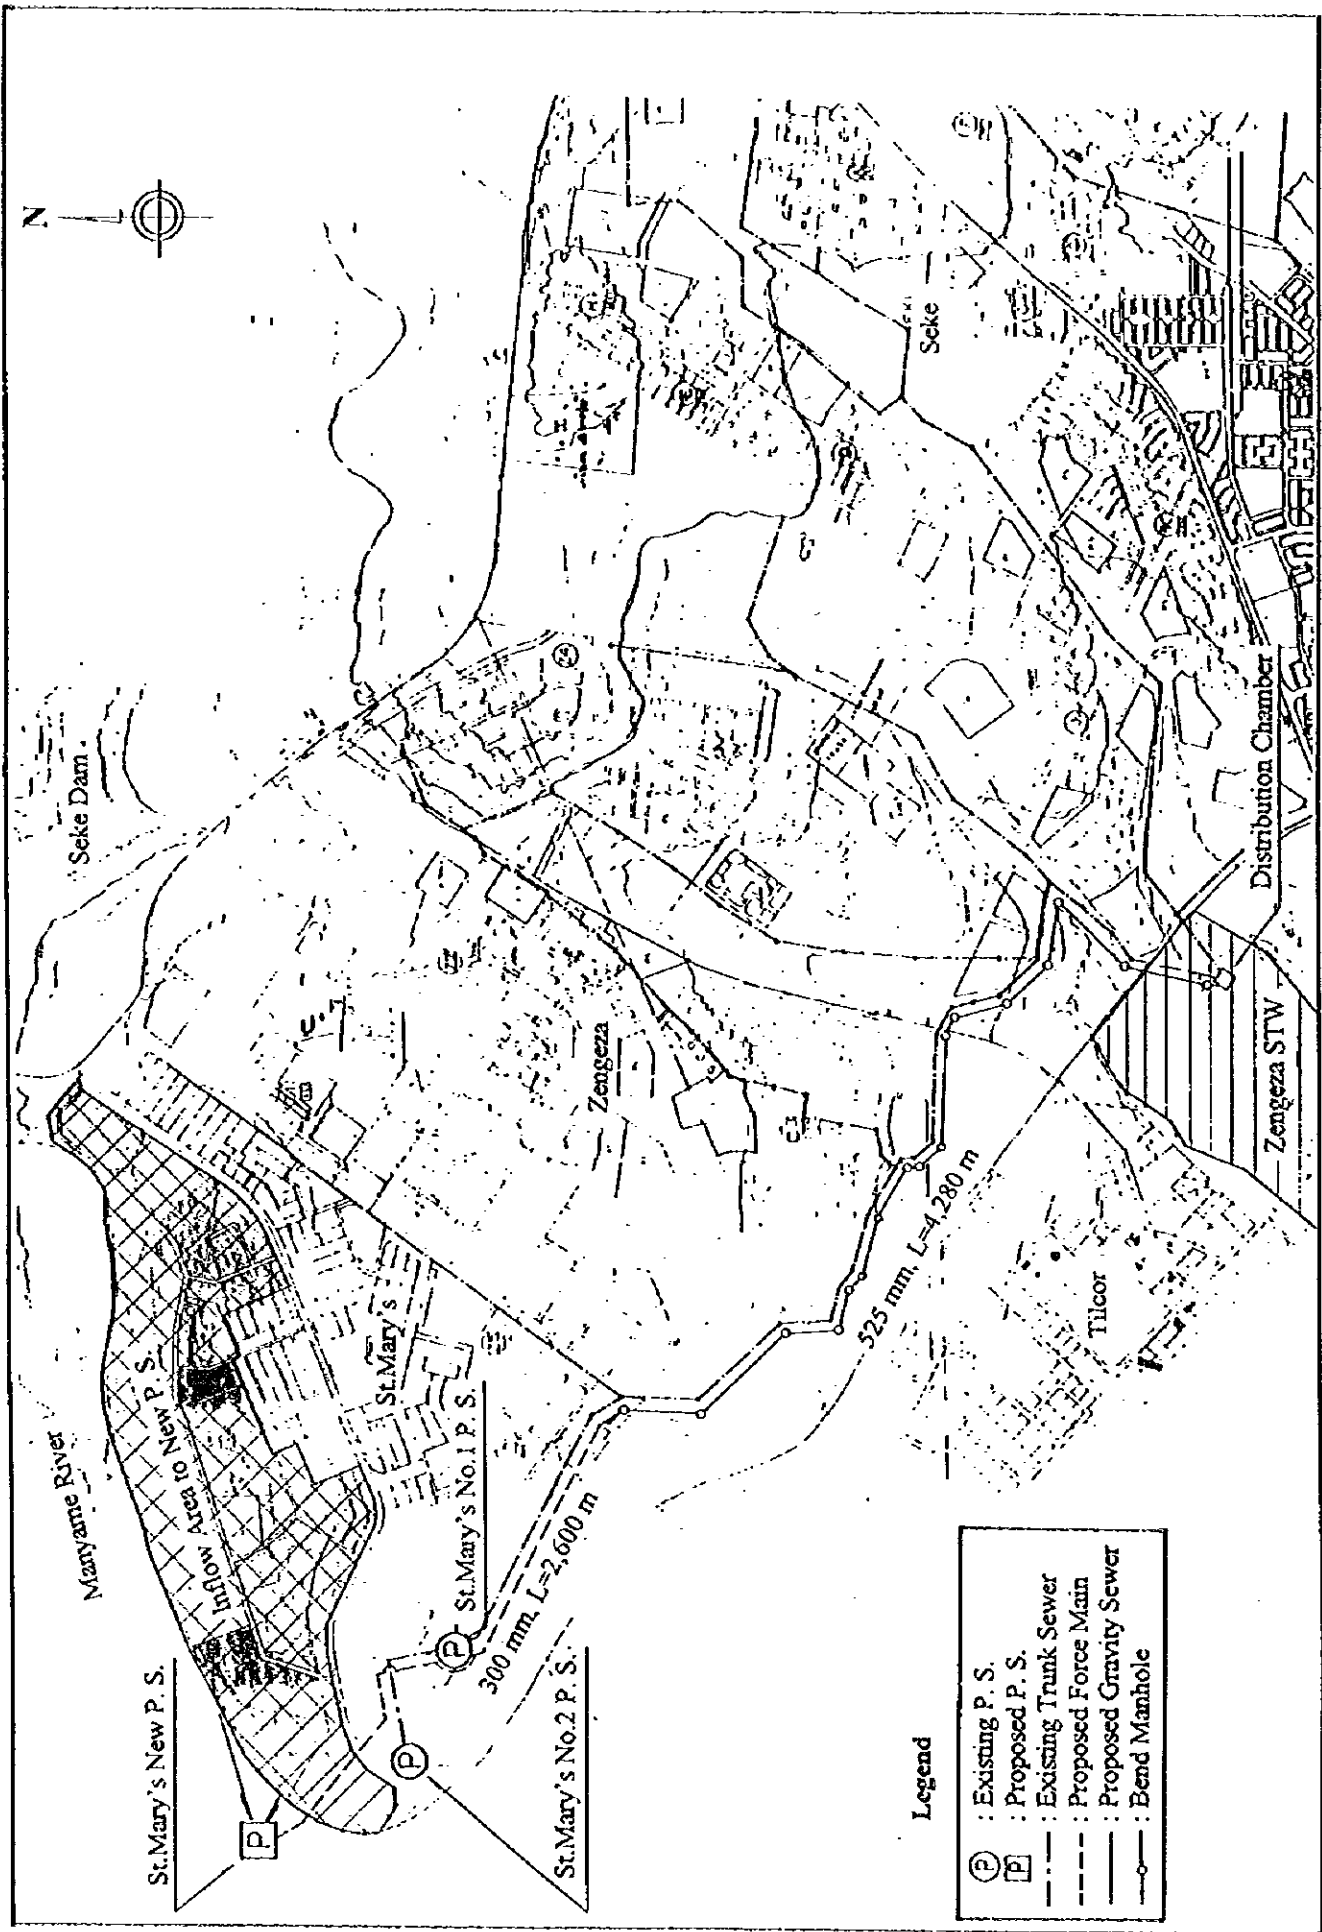 N
Seke Dam
Manyame River
Inflow Area to New P. S.
St.Mary's New P. S.
St.Mary's
St.Mary's No.1 P. S.
St.Mary's No.2 P. S.
300 mm, L=2,600 m
Zengeza
Seke
525 mm, L=4,280 m
Tilcor
Zengeza STW
Distribution Chamber
Legend
P : Existing P. S.
P : Proposed P. S.
: Existing Trunk Sewer
: Proposed Force Main
: Proposed Gravity Sewer
: Bend Manhole
P
P
P